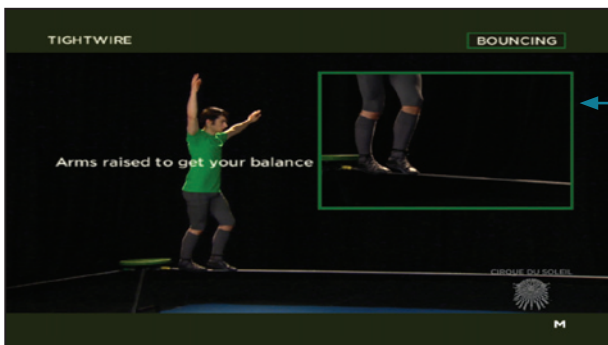 TIGHTWIRE
BOUNCING
Arms raised to get your balance
CIRQUE DU SOLEIL
M